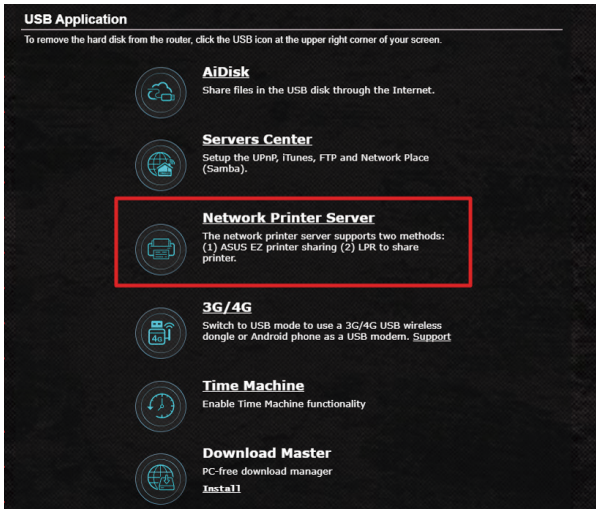 USB Application
To remove the hard disk from the router, click the USB icon at the upper right corner of your screen.
AiDisk
Share files in the USB disk through the Internet.
Servers Center
Setup the UPnP, iTunes, FTP and Network Place
(Samba).
Network Printer Server
The network printer server supports two methods:
(1) ASUS EZ printer sharing (2) LPR to share
printer.
3G/4G
4G
Switch to USB mode to use a 3G/4G USB wireless
dongle or Android phone as a USB modem. Support
Time Machine
Enable Time Machine functionality
Download Master
PC-free download manager
Install